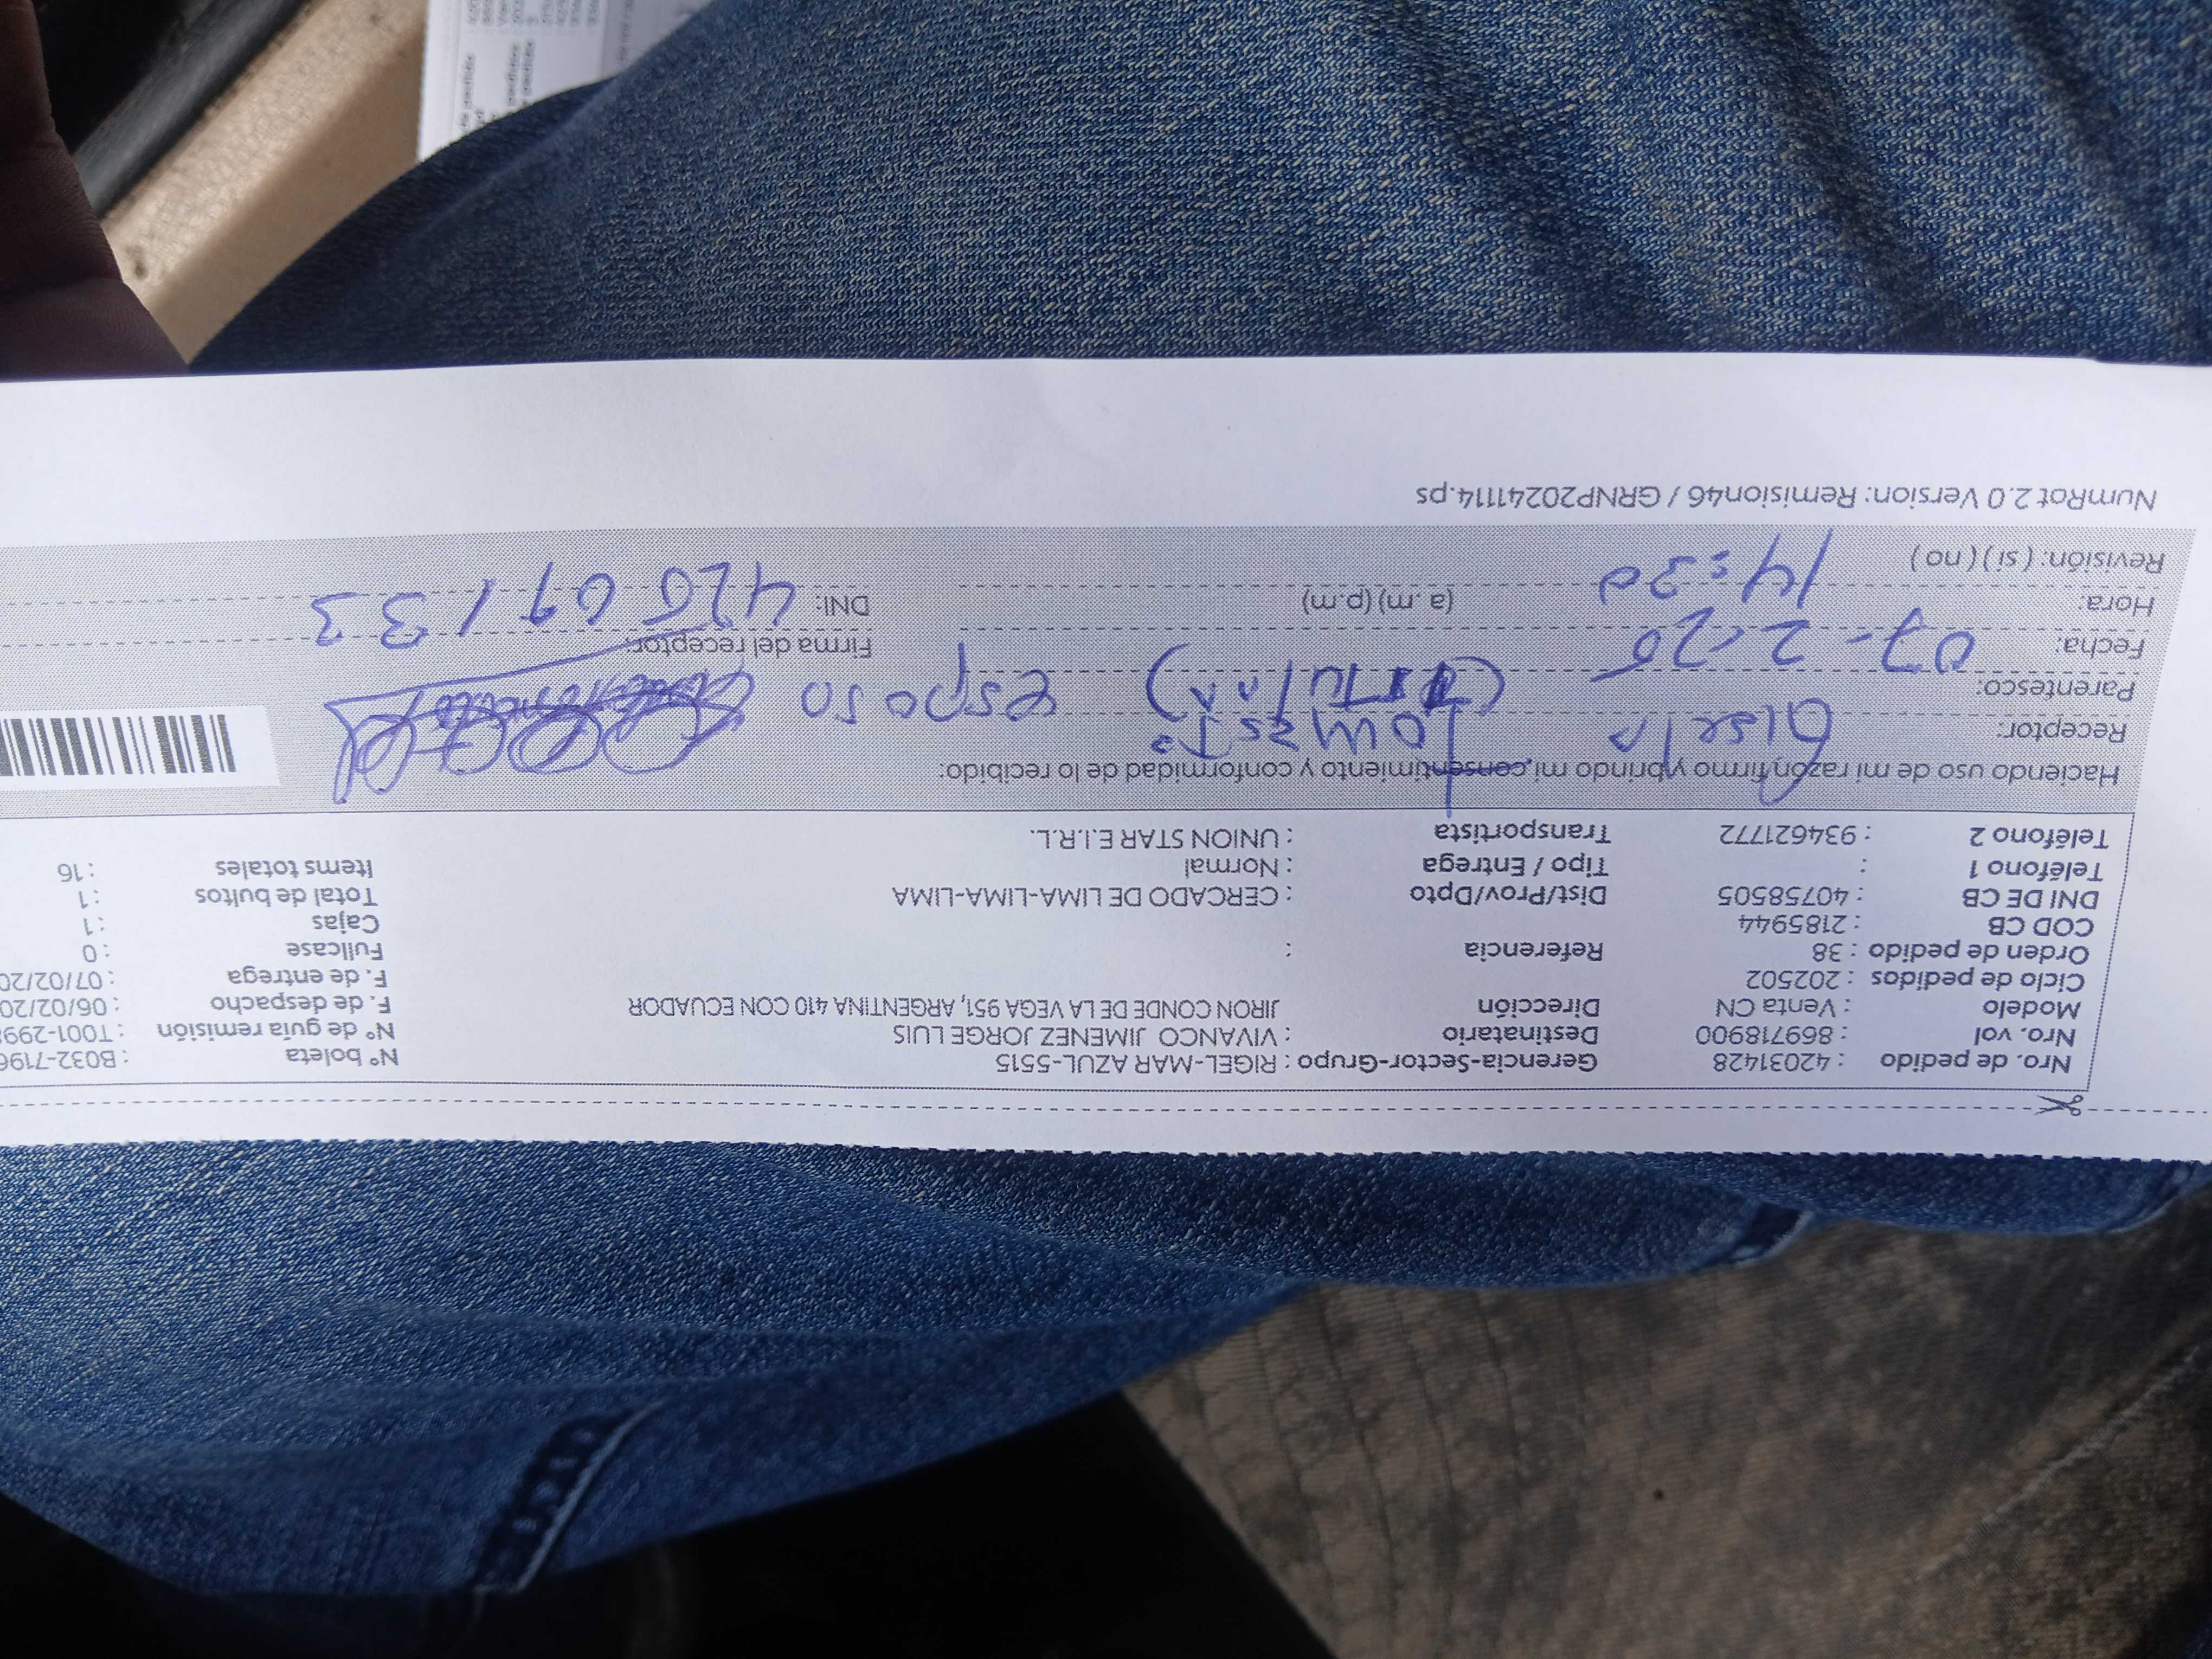 Nro. de pedido : 42031428 Gerencia-Sector-Grupo : RIGEL-MAR AZUL-5515 N° boleta : B032-7196
Nro. vol : 869718900 Destinatario : VIVANCO JIMENEZ JORGE LUIS N° de guía remisión : T001-299
Modelo : Venta CN Dirección JIRON CONDE DE LA VEGA 951, ARGENTINA 410 CON ECUADOR F. de despacho : 06/02/20
Ciclo de pedidos : 202502 F. de entrega : 07/02/20
Orden de pedido : 38 Referencia : Fullcase : 0
COD CB : 2185944 Cajas : 1
DNI DE CB : 40758505 Dist/Prov/Dpto : CERCADO DE LIMA-LIMA-LIMA Total de bultos : 1
Teléfono 1 : Tipo / Entrega : Normal Items totales : 16
Teléfono 2 : 934621772 Transportista : UNION STAR E.I.R.L.
Haciendo uso de mi razón firmo y brindo mi consentimiento y conformidad de lo recibido:
Receptor: Gisela
Parentesco: esposo
Fecha: 07-2-25 Firma del receptor:
Hora: 14:30 (a.m) (p.m) DNI: 42069133
Revisión: ( si ) ( no )
NumRot 2.0 Version: Remision46 / GRNP20241114.ps